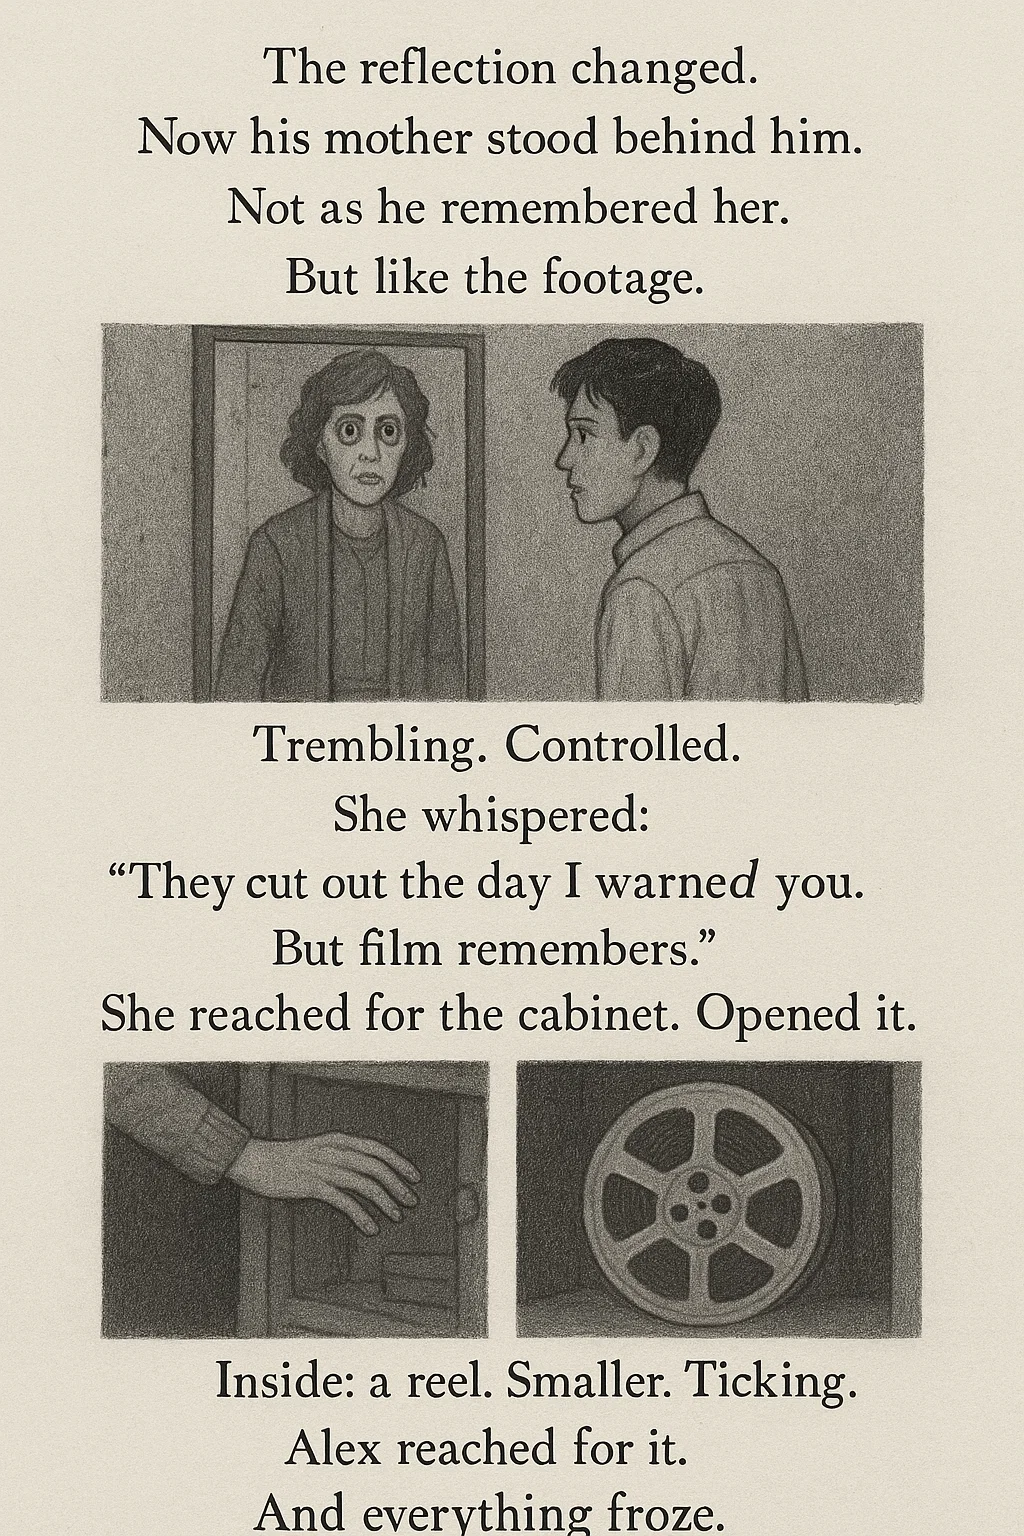 The reflection changed.
Now his mother stood behind him.
Not as he remembered her.
But like the footage.
Trembling. Controlled.
She whispered:
“They cut out the day I warned you.
But film remembers.”
She reached for the cabinet. Opened it.
Inside: a reel. Smaller. Ticking.
Alex reached for it.
And everything froze.